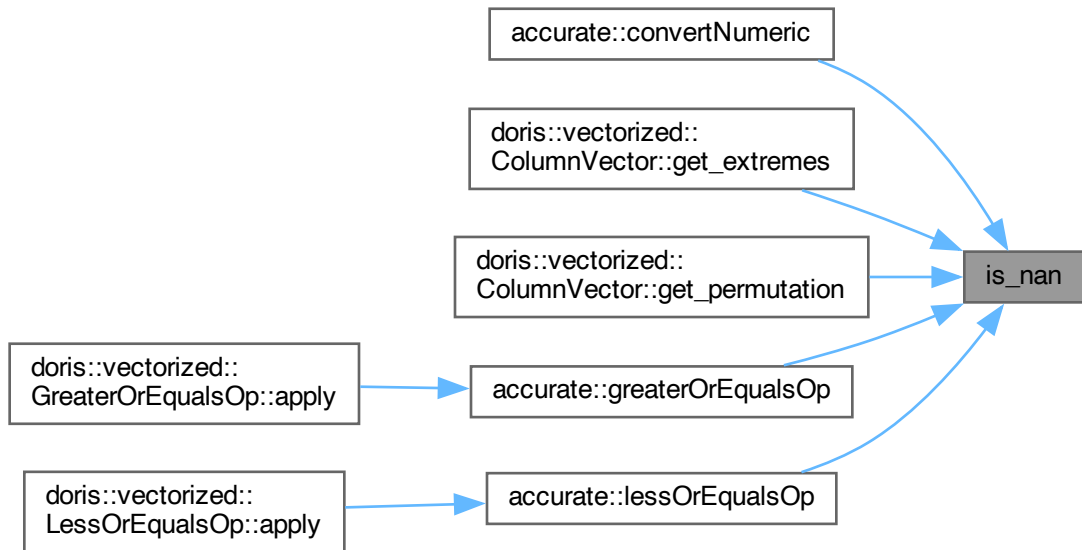 accurate::convertNumeric
doris::vectorized::
ColumnVector::get_extremes
doris::vectorized::
ColumnVector::get_permutation
is_nan
doris::vectorized::
GreaterOrEqualsOp::apply
accurate::greaterOrEqualsOp
doris::vectorized::
LessOrEqualsOp::apply
accurate::lessOrEqualsOp